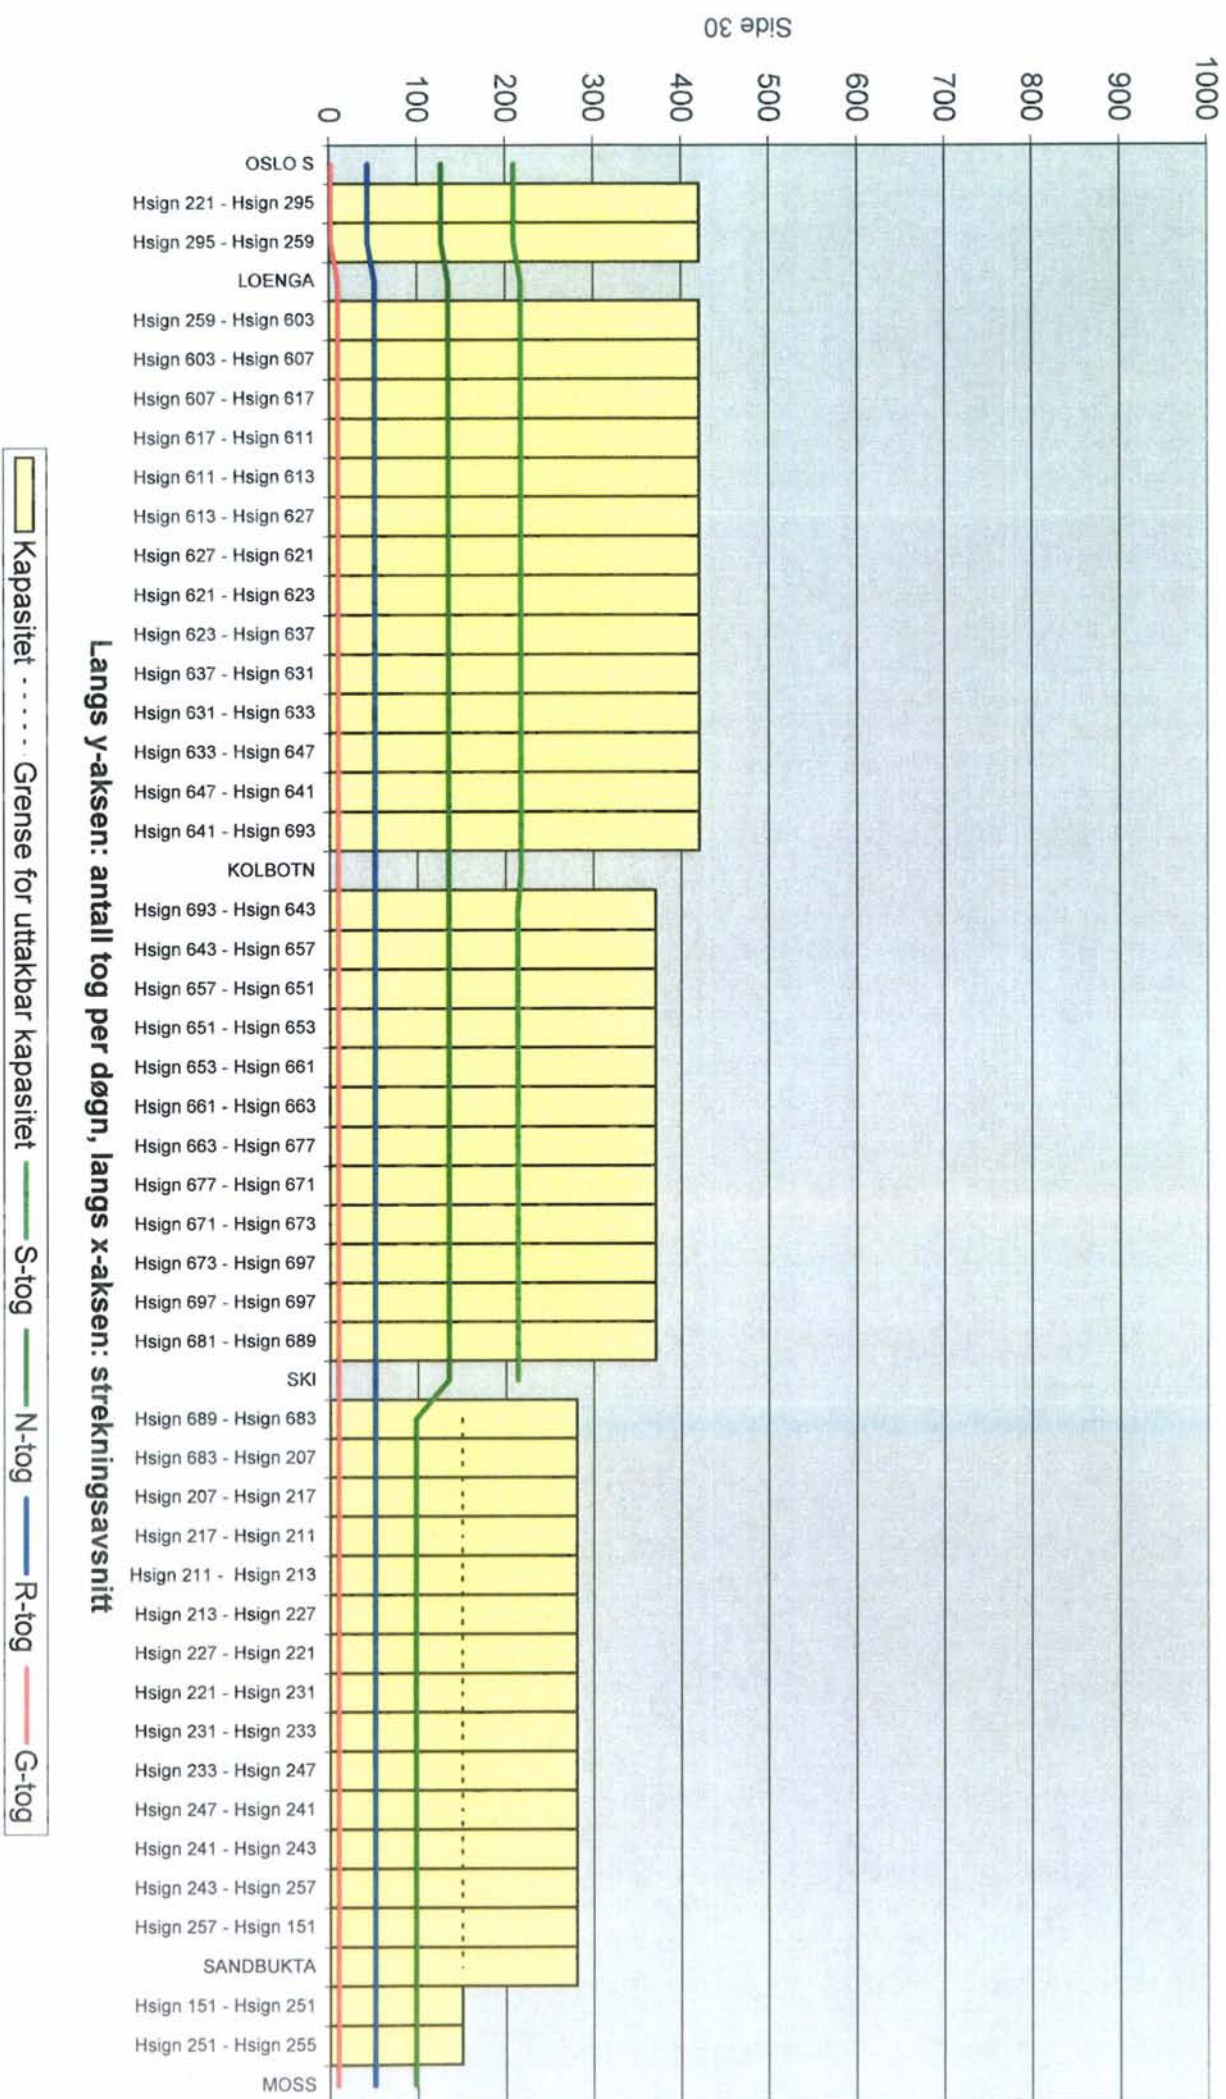 Side 30
1000
900
800
700
600
500
400
300
200
100
0
OSLO S
Hsign 221 - Hsign 295
Hsign 295 - Hsign 259
LOENGA
Hsign 259 - Hsign 603
Hsign 603 - Hsign 607
Hsign 607 - Hsign 617
Hsign 617 - Hsign 611
Hsign 611 - Hsign 613
Hsign 613 - Hsign 627
Hsign 627 - Hsign 621
Hsign 621 - Hsign 623
Hsign 623 - Hsign 637
Hsign 637 - Hsign 631
Hsign 631 - Hsign 633
Hsign 633 - Hsign 647
Hsign 647 - Hsign 641
Hsign 641 - Hsign 693
KOLBOTN
Hsign 693 - Hsign 643
Hsign 643 - Hsign 657
Hsign 657 - Hsign 651
Hsign 651 - Hsign 653
Hsign 653 - Hsign 661
Hsign 661 - Hsign 663
Hsign 663 - Hsign 677
Hsign 677 - Hsign 671
Hsign 671 - Hsign 673
Hsign 673 - Hsign 697
Hsign 697 - Hsign 697
Hsign 681 - Hsign 689
SKI
Hsign 689 - Hsign 683
Hsign 683 - Hsign 207
Hsign 207 - Hsign 217
Hsign 217 - Hsign 211
Hsign 211 - Hsign 213
Hsign 213 - Hsign 227
Hsign 227 - Hsign 221
Hsign 221 - Hsign 231
Hsign 231 - Hsign 233
Hsign 233 - Hsign 247
Hsign 247 - Hsign 241
Hsign 241 - Hsign 243
Hsign 243 - Hsign 257
Hsign 257 - Hsign 151
SANDBUKTA
Hsign 151 - Hsign 251
Hsign 251 - Hsign 255
MOSS
Langs y-aksen: antall tog per døgn, langs x-aksen: strekningsavsnitt
Kapasitet - - - - · Grense for uttakbar kapasitet S-tog N-tog R-tog G-tog